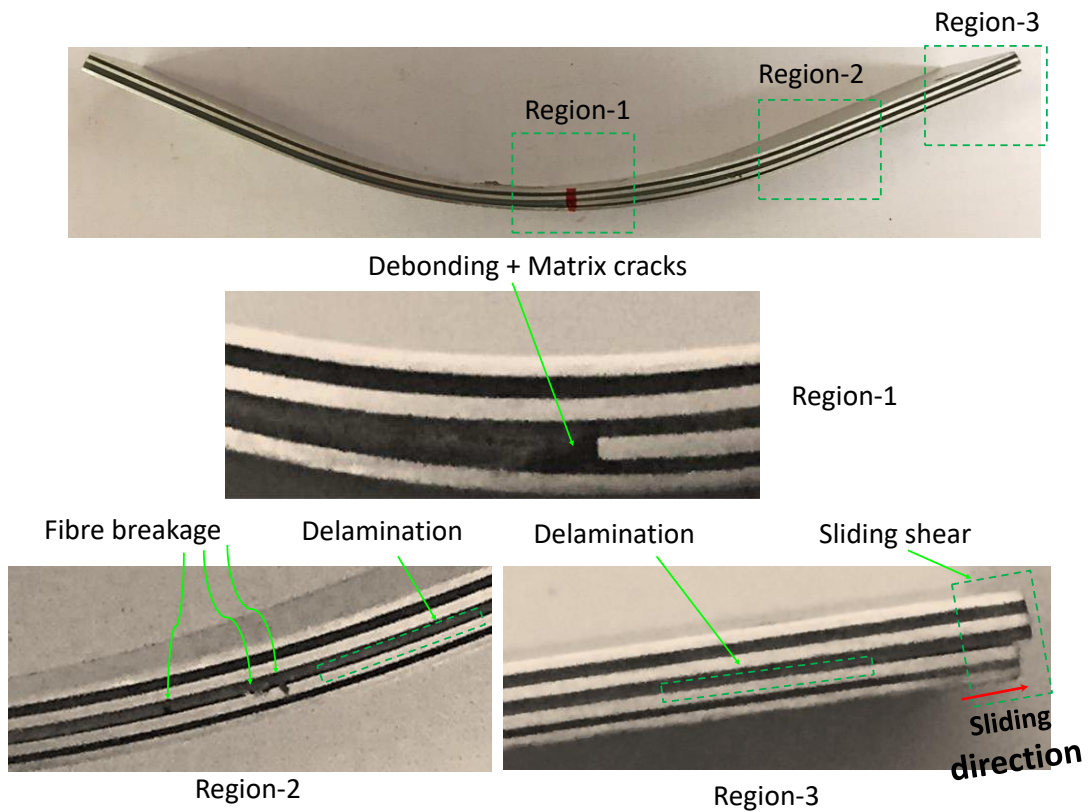 Region-3
Region-2
Region-1
Debonding + Matrix cracks
Region-1
Fibre breakage
Delamination
Delamination
Sliding shear
Sliding
direction
Region-2
Region-3